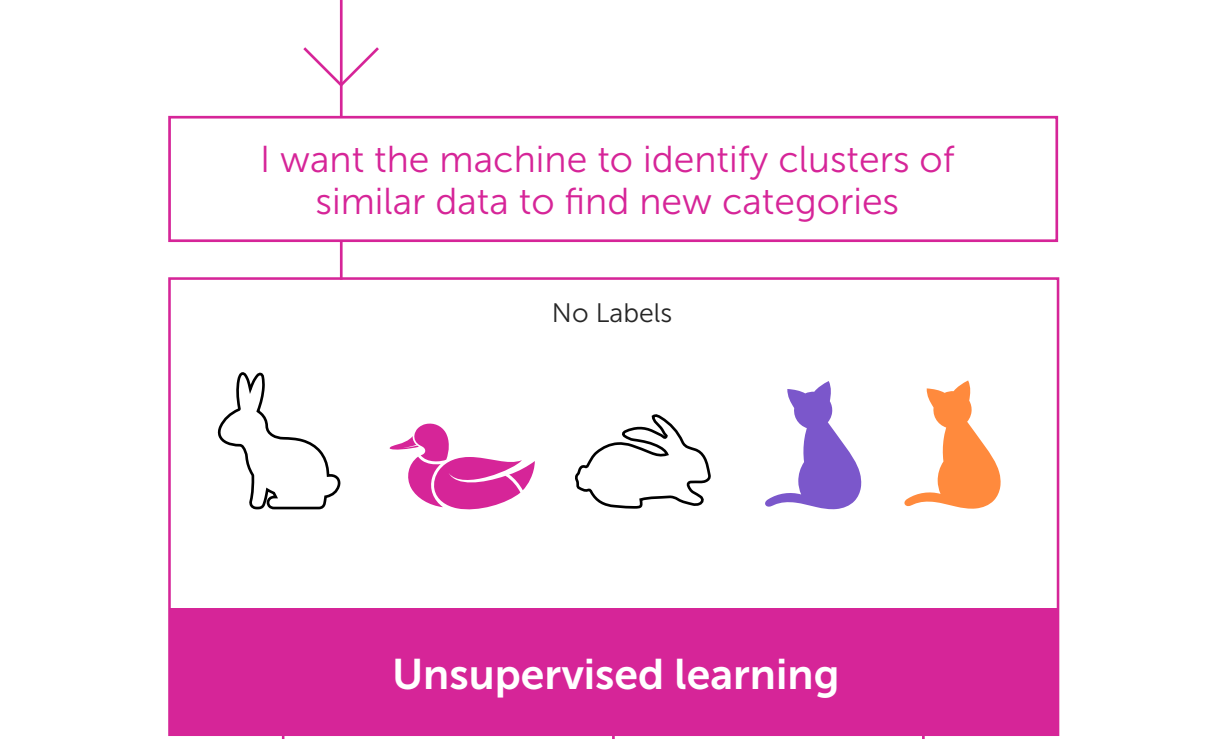 I want the machine to identify clusters of
similar data to find new categories
No Labels
Unsupervised learning